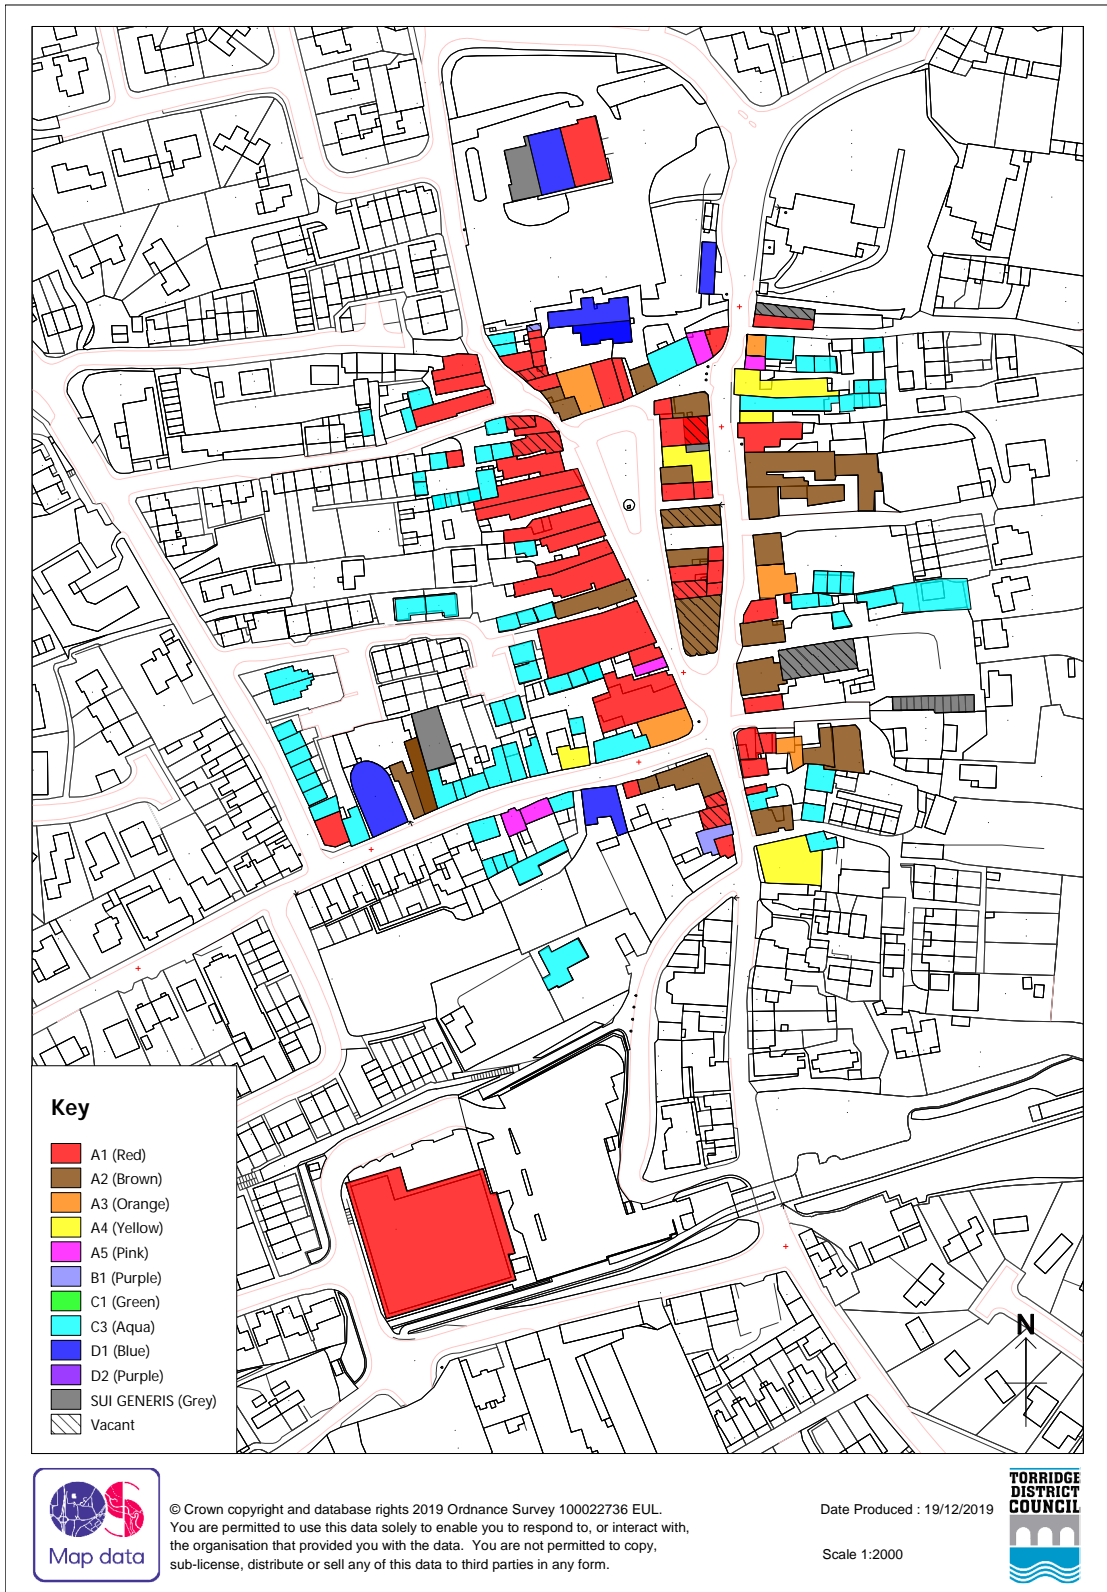 Key
A1 (Red)
A2 (Brown)
A3 (Orange)
A4 (Yellow)
A5 (Pink)
B1 (Purple)
C1 (Green)
C3 (Aqua)
D1 (Blue)
D2 (Purple)
SUI GENERIS (Grey)
Vacant
N
OS
Map data
© Crown copyright and database rights 2019 Ordnance Survey 100022736 EUL.
You are permitted to use this data solely to enable you to respond to, or interact with,
the organisation that provided you with the data. You are not permitted to copy,
sub-license, distribute or sell any of this data to third parties in any form.
Date Produced : 19/12/2019
Scale 1:2000
TORRIDGE
DISTRICT
COUNCIL